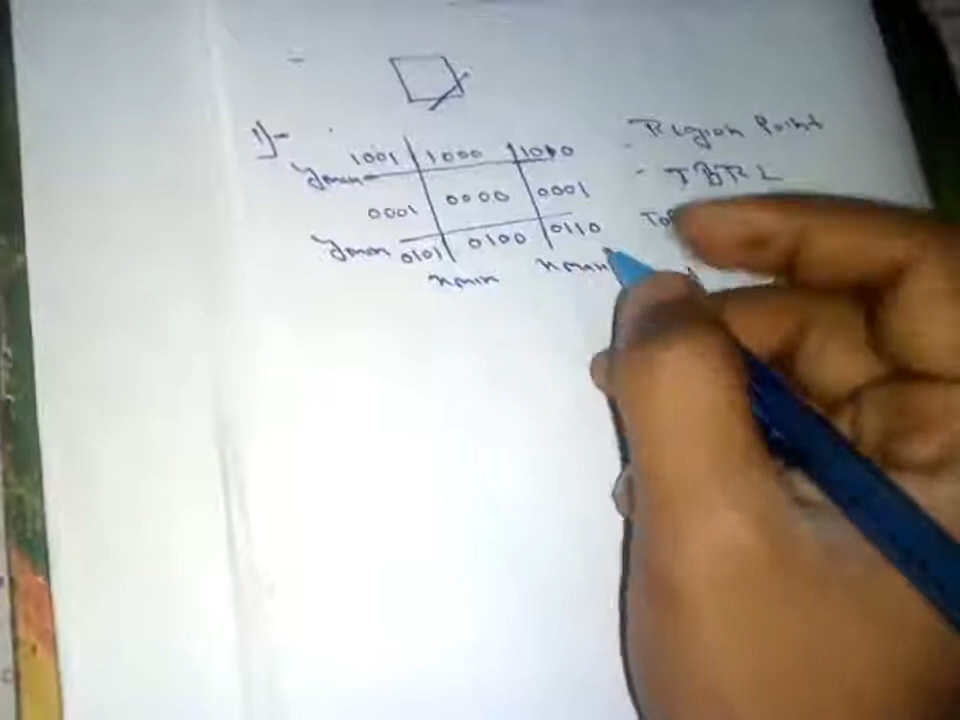 1)-
1001 1000 1010
Ymax
0001 0000 0001
Ymin 0101 0100 0110
xmin xmax
- Region Point
- TBRL